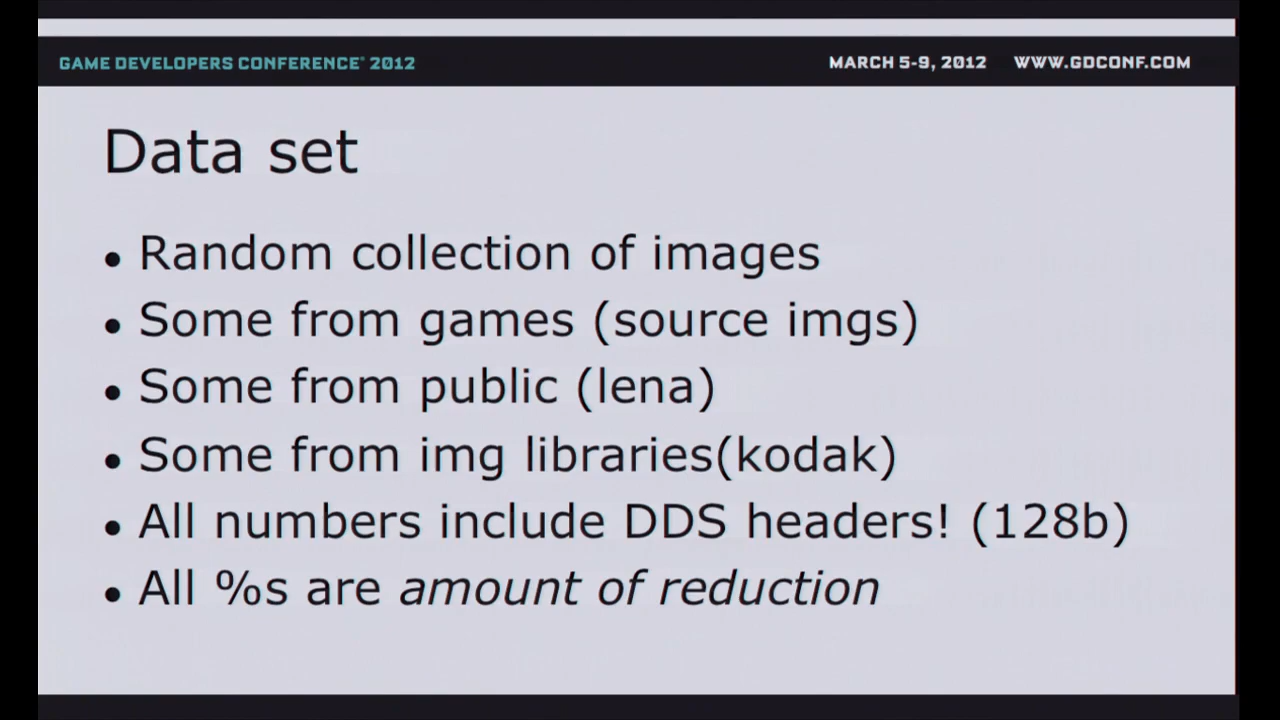 GAME DEVELOPERS CONFERENCE® 2012
MARCH 5-9, 2012 WWW.GDCONF.COM
Data set
• Random collection of images
• Some from games (source imgs)
• Some from public (lena)
• Some from img libraries(kodak)
• All numbers include DDS headers! (128b)
• All %s are amount of reduction